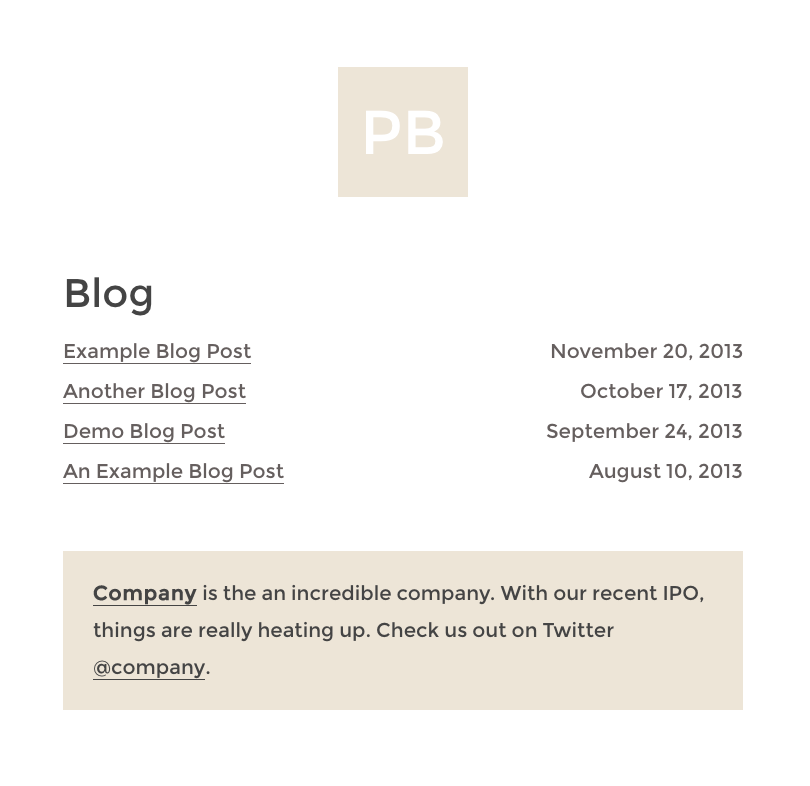 PB
Blog
Example Blog Post November 20, 2013
Another Blog Post October 17, 2013
Demo Blog Post September 24, 2013
An Example Blog Post August 10, 2013
Company is the an incredible company. With our recent IPO,
things are really heating up. Check us out on Twitter
@company.